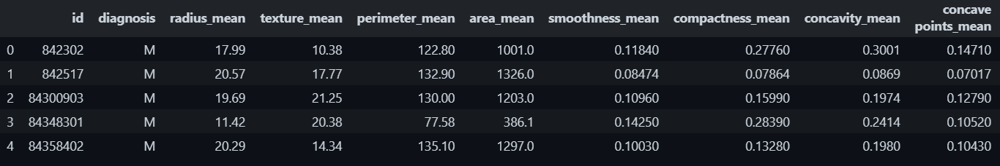 id diagnosis radius_mean texture_mean perimeter_mean area_mean smoothness_mean compactness_mean concavity_mean concave points_mean
0 842302 M 17.99 10.38 122.80 1001.0 0.11840 0.27760 0.3001 0.14710
1 842517 M 20.57 17.77 132.90 1326.0 0.08474 0.07864 0.0869 0.07017
2 84300903 M 19.69 21.25 130.00 1203.0 0.10960 0.15990 0.1974 0.12790
3 84348301 M 11.42 20.38 77.58 386.1 0.14250 0.28390 0.2414 0.10520
4 84358402 M 20.29 14.34 135.10 1297.0 0.10030 0.13280 0.1980 0.10430